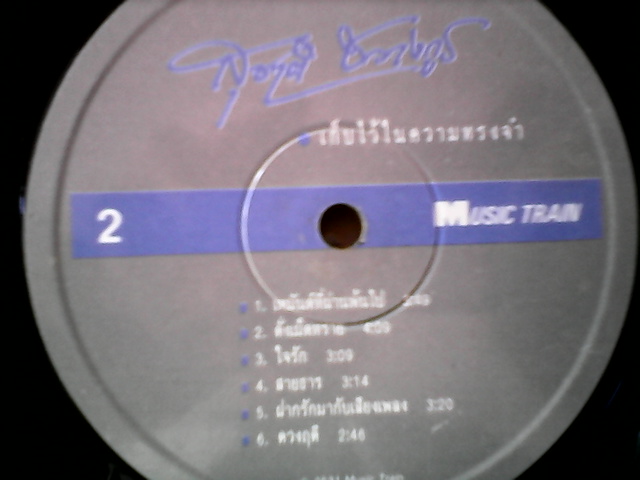 เก็บไว้ในความทรงจำ
2
MUSIC TRAIN
1. เหมันต์ที่ผ่านพ้นไป
2. ดั่งเม็ดทราย 4:09
3. ใจรัก 3:09
4. สายธาร 3:14
5. ฝากรักมากับเสียงเพลง 3:20
6. ดวงฤดี 2:46
Music Train